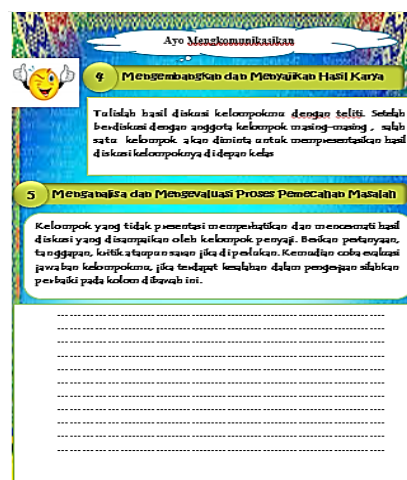 Ayo Mengkomunikasikan
4 Mengembangkan dan Menyajikan Hasil Karya
Tulislah hasil diskusi kelompokmu dengan teliti. Setelah
berdiskusi dengan anggota kelompok masing-masing , salah
satu kelompok akan diminta untuk mempresentasikan hasil
diskusi kelompoknya di depan kelas
5 Menganalisa dan Mengevaluasi Proses Pemecahan Masalah
Kelompok yang tidak presentasi memperhatikan dan mencermati hasil
diskusi yang disampaikan oleh kelompok penyaji. Berikan pertanyaan,
tanggapan, kritik ataupun saran jika diperlukan. Kemudian coba evaluasi
jawaban kelompokmu, jika terdapat kesalahan dalam pengerjaan silahkan
perbaiki pada kolom dibawah ini.